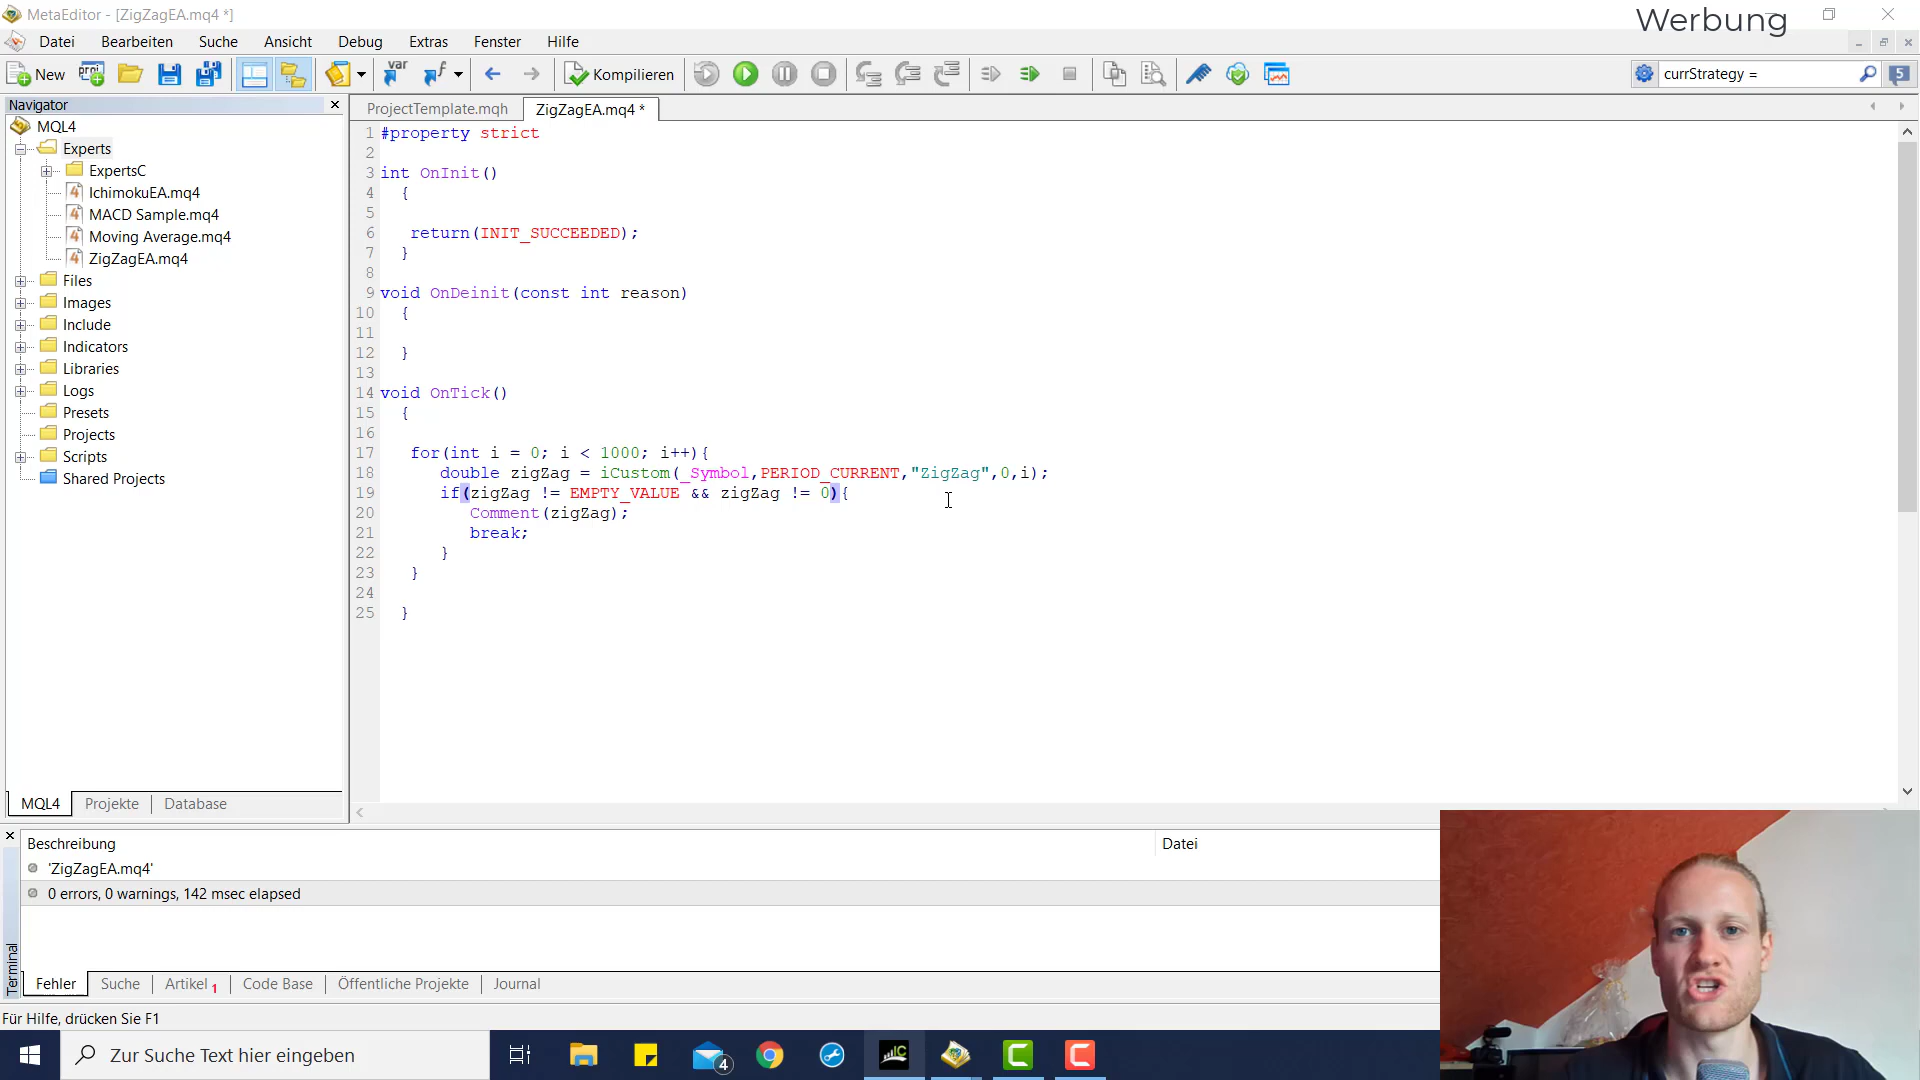 MetaEditor - [ZigZagEA.mq4 *]
Werbung
Datei Bearbeiten Suche Ansicht Debug Extras Fenster Hilfe
New proj var f Kompilieren currStrategy = 5
Navigator
ProjectTemplate.mqh ZigZagEA.mq4 *
MQL4
Experts
ExpertsC
IchimokuEA.mq4
MACD Sample.mq4
Moving Average.mq4
ZigZagEA.mq4
Files
Images
Include
Indicators
Libraries
Logs
Presets
Projects
Scripts
Shared Projects
MQL4 Projekte Database
1 #property strict
2
3 int OnInit()
4 {
5
6 return(INIT_SUCCEEDED);
7 }
8
9 void OnDeinit(const int reason)
10 {
11
12 }
13
14 void OnTick()
15 {
16
17 for(int i = 0; i < 1000; i++){
18 double zigZag = iCustom(_Symbol,PERIOD_CURRENT,"ZigZag",0,i);
19 if(zigZag != EMPTY_VALUE && zigZag != 0){
20 Comment(zigZag);
21 break;
22 }
23 }
24
25 }
Beschreibung Datei
'ZigZagEA.mq4'
0 errors, 0 warnings, 142 msec elapsed
Terminal
Fehler Suche Artikel 1 Code Base Öffentliche Projekte Journal
Für Hilfe, drücken Sie F1
Zur Suche Text hier eingeben
4
IC